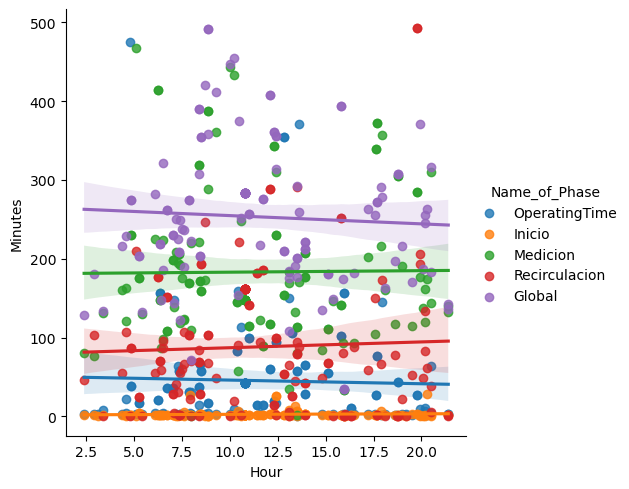 500
400
300
200
100
0
Minutes
2.5 5.0 7.5 10.0 12.5 15.0 17.5 20.0
Hour
Name_of_Phase
OperatingTime
Inicio
Medicion
Recirculacion
Global